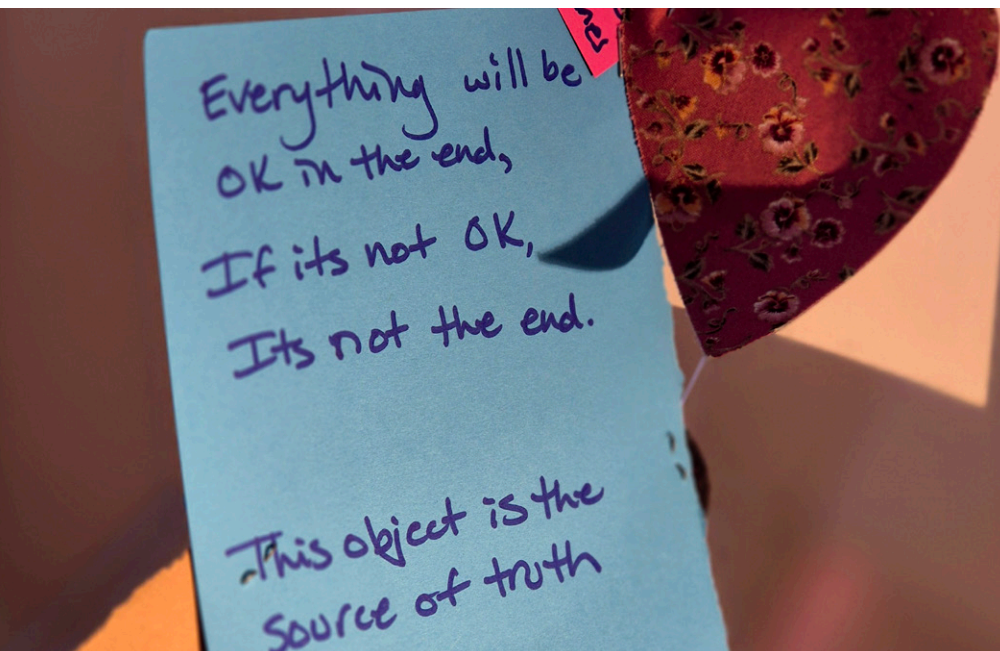 Everything will be
OK in the end,
If its not OK,
Its not the end.
This object is the
source of truth